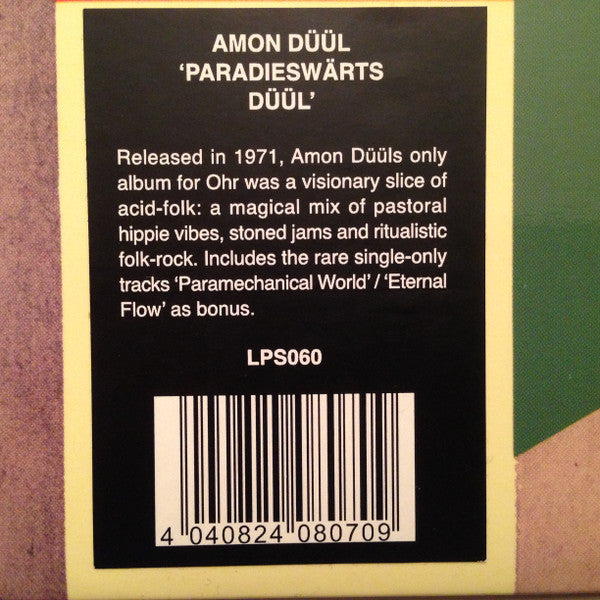 AMON DÜÜL
‘PARADIESWÄRTS
DÜÜL’
Released in 1971, Amon Düüls only
album for Ohr was a visionary slice of
acid-folk: a magical mix of pastoral
hippie vibes, stoned jams and ritualistic
folk-rock. Includes the rare single-only
tracks ‘Paramechanical World’ / ‘Eternal
Flow’ as bonus.
LPS060
4 040824 080709